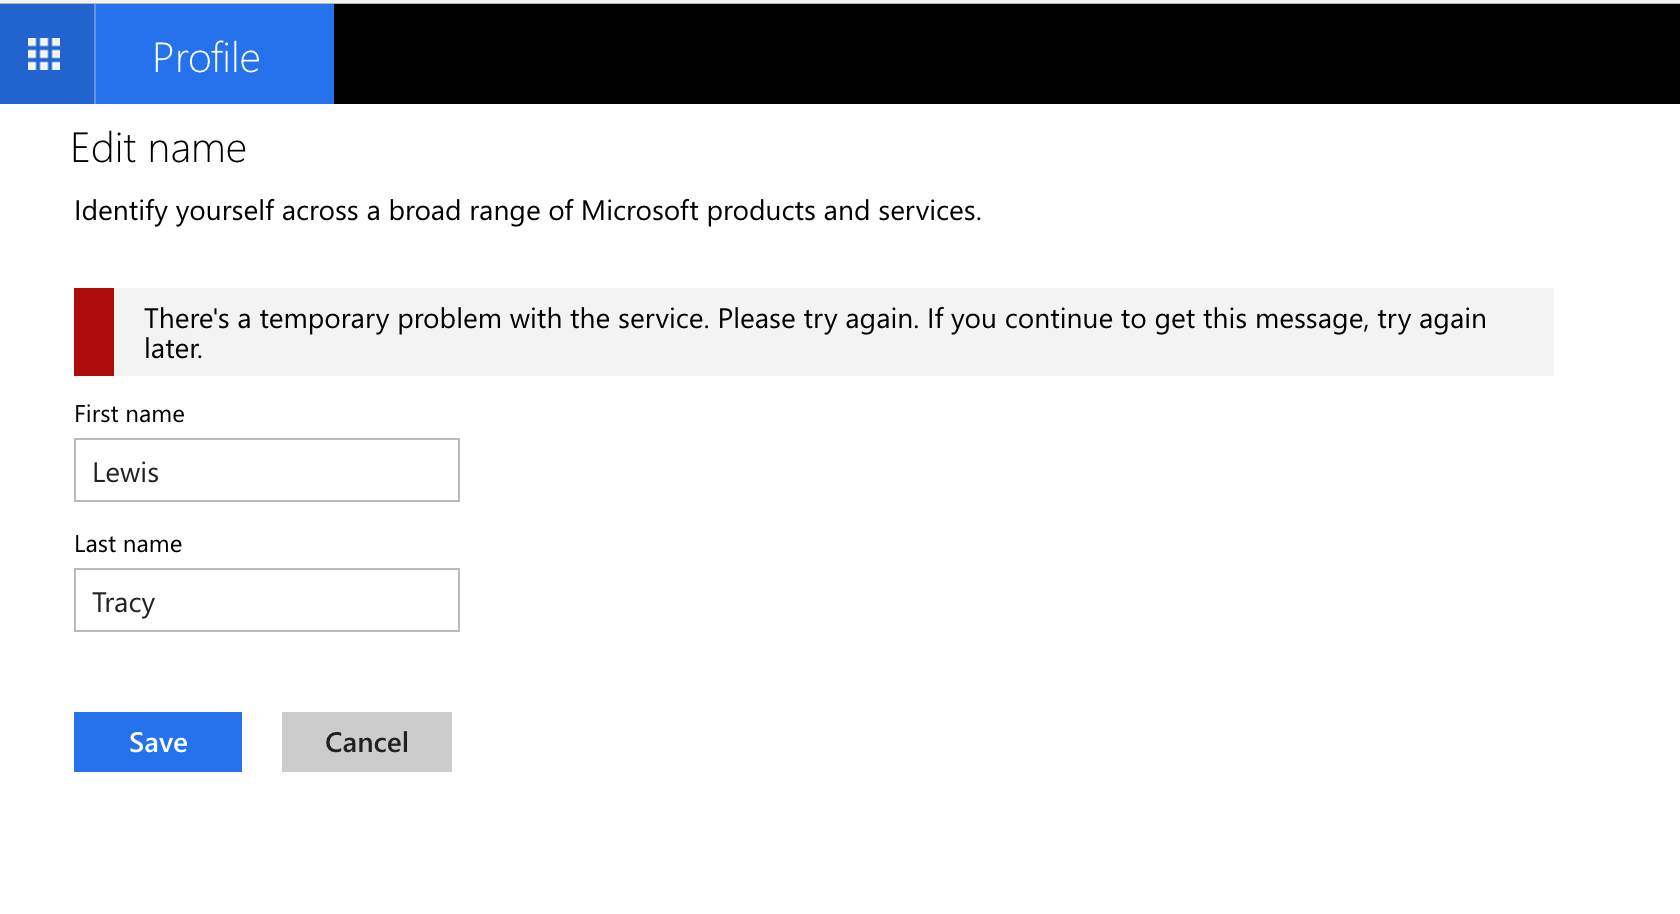 Profile
Edit name
Identify yourself across a broad range of Microsoft products and services.
There's a temporary problem with the service. Please try again. If you continue to get this message, try again
later.
First name
Lewis
Last name
Tracy
Save
Cancel